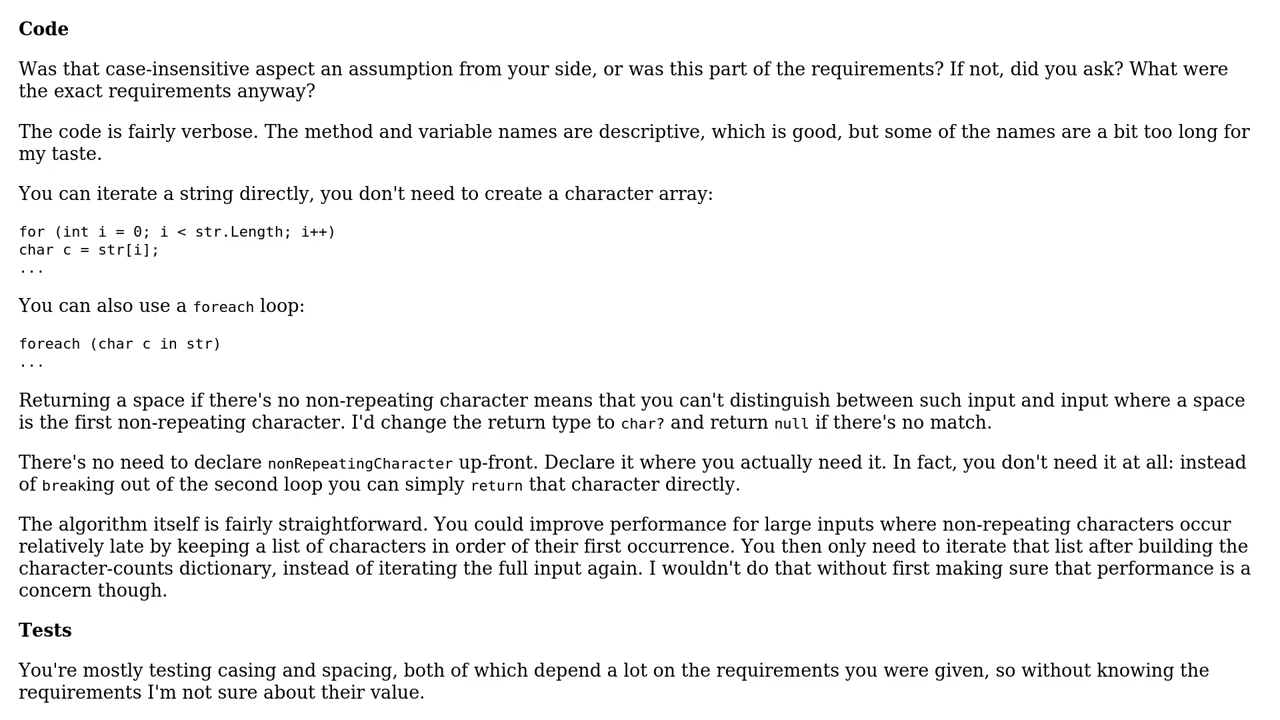 Code
Was that case-insensitive aspect an assumption from your side, or was this part of the requirements? If not, did you ask? What were
the exact requirements anyway?
The code is fairly verbose. The method and variable names are descriptive, which is good, but some of the names are a bit too long for
my taste.
You can iterate a string directly, you don't need to create a character array:
for (int i = 0; i < str.Length; i++)
char c = str[i];
...
You can also use a foreach loop:
foreach (char c in str)
...
Returning a space if there's no non-repeating character means that you can't distinguish between such input and input where a space
is the first non-repeating character. I'd change the return type to char? and return null if there's no match.
There's no need to declare nonRepeatingCharacter up-front. Declare it where you actually need it. In fact, you don't need it at all: instead
of breaking out of the second loop you can simply return that character directly.
The algorithm itself is fairly straightforward. You could improve performance for large inputs where non-repeating characters occur
relatively late by keeping a list of characters in order of their first occurrence. You then only need to iterate that list after building the
character-counts dictionary, instead of iterating the full input again. I wouldn't do that without first making sure that performance is a
concern though.
Tests
You're mostly testing casing and spacing, both of which depend a lot on the requirements you were given, so without knowing the
requirements I'm not sure about their value.